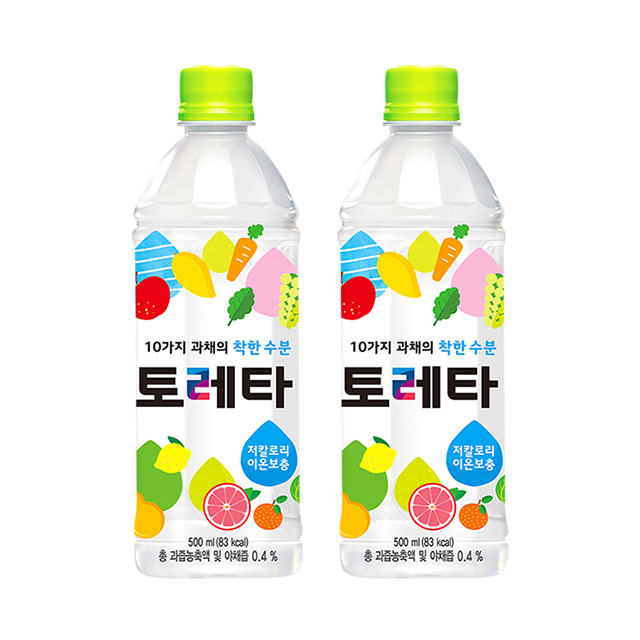 10가지 과채의 착한 수분
토레타
저칼로리
이온보충
500 ml (83 kcal)
총 과즙농축액 및 야채즙 0.4 %
10가지 과채의 착한 수분
토레타
저칼로리
이온보충
500 ml (83 kcal)
총 과즙농축액 및 야채즙 0.4 %